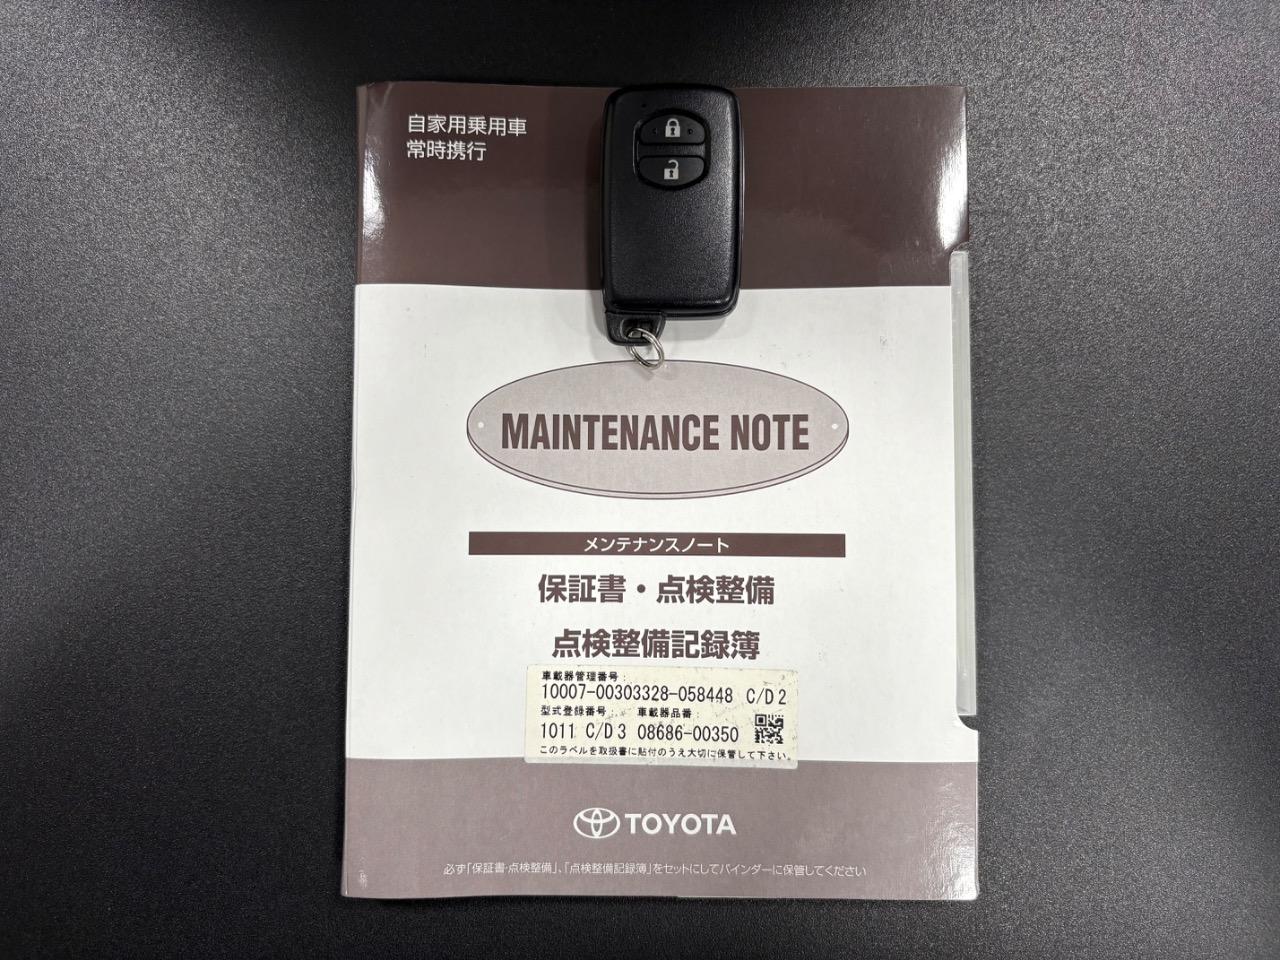 自家用乗用車
常時携行
MAINTENANCE NOTE
メンテナンスノート
保証書・点検整備
点検整備記録簿
車載器管理番号:
10007-00303328-058448 C/D 2
型式登録番号: 車載器品番:
1011 C/D 3 08686-00350
このラベルを取扱書に貼付のうえ大切に保管して下さい。
TOYOTA
必ず「保証書・点検整備」、「点検整備記録簿」をセットにしてバインダーに保管してください